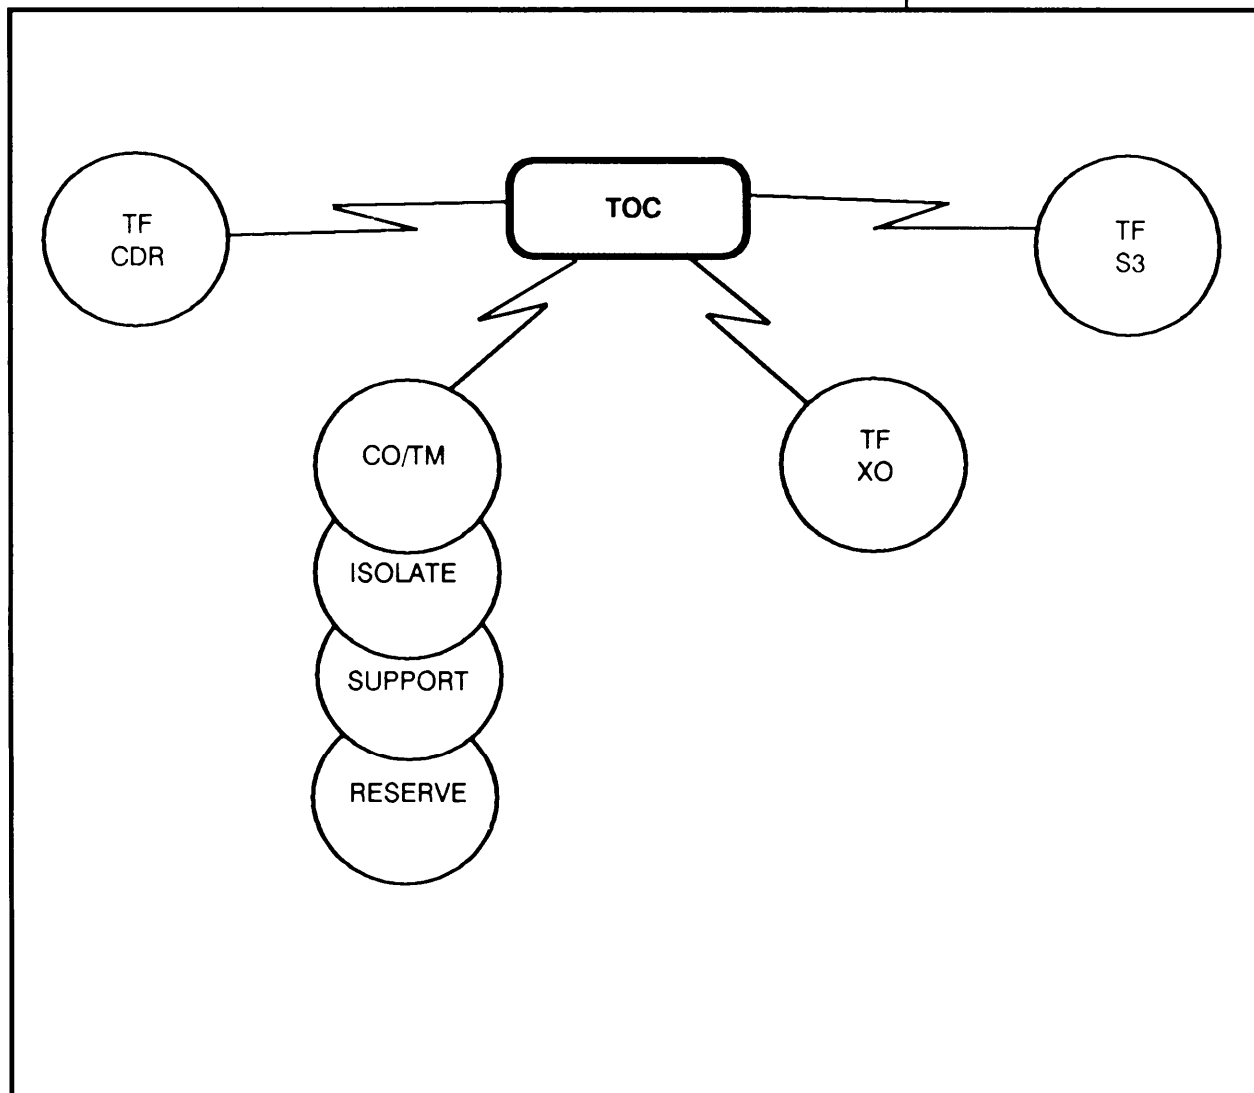 TF
CDR
TOC
TF
S3
CO/TM
TF
XO
ISOLATE
SUPPORT
RESERVE